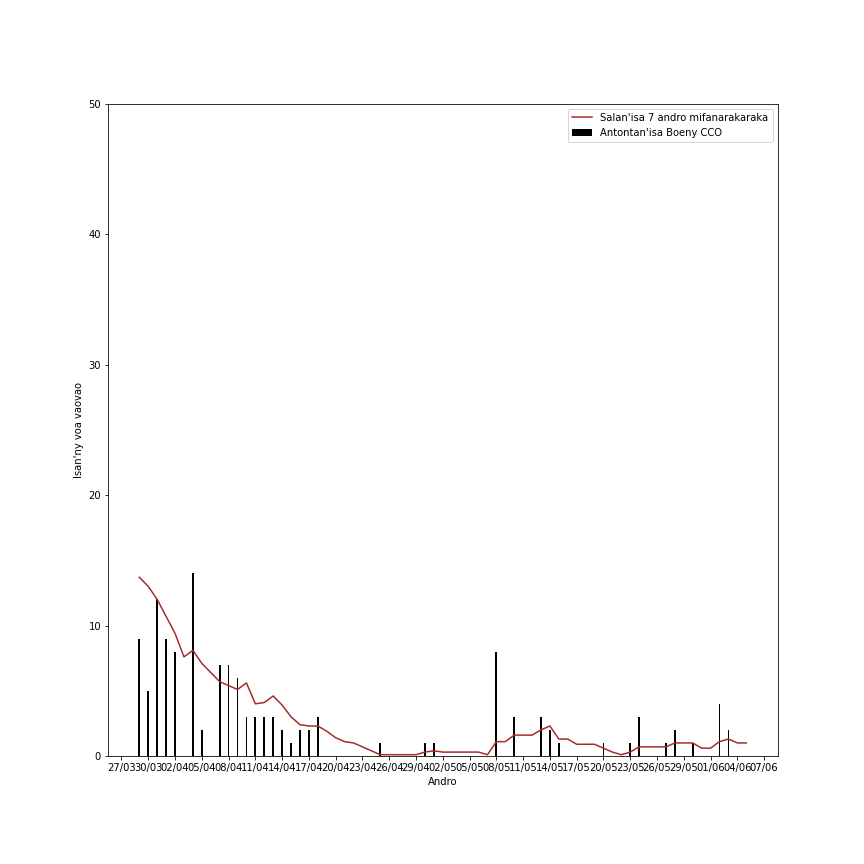 Salan'isa 7 andro mifanarakaraka
Antontan'isa Boeny CCO
50
40
30
20
10
0
Isan'ny voa vaovao
27/03 30/03 02/04 05/04 08/04 11/04 14/04 17/04 20/04 23/04 26/04 29/04 02/05 05/05 08/05 11/05 14/05 17/05 20/05 23/05 26/05 29/05 01/06 04/06 07/06
Andro